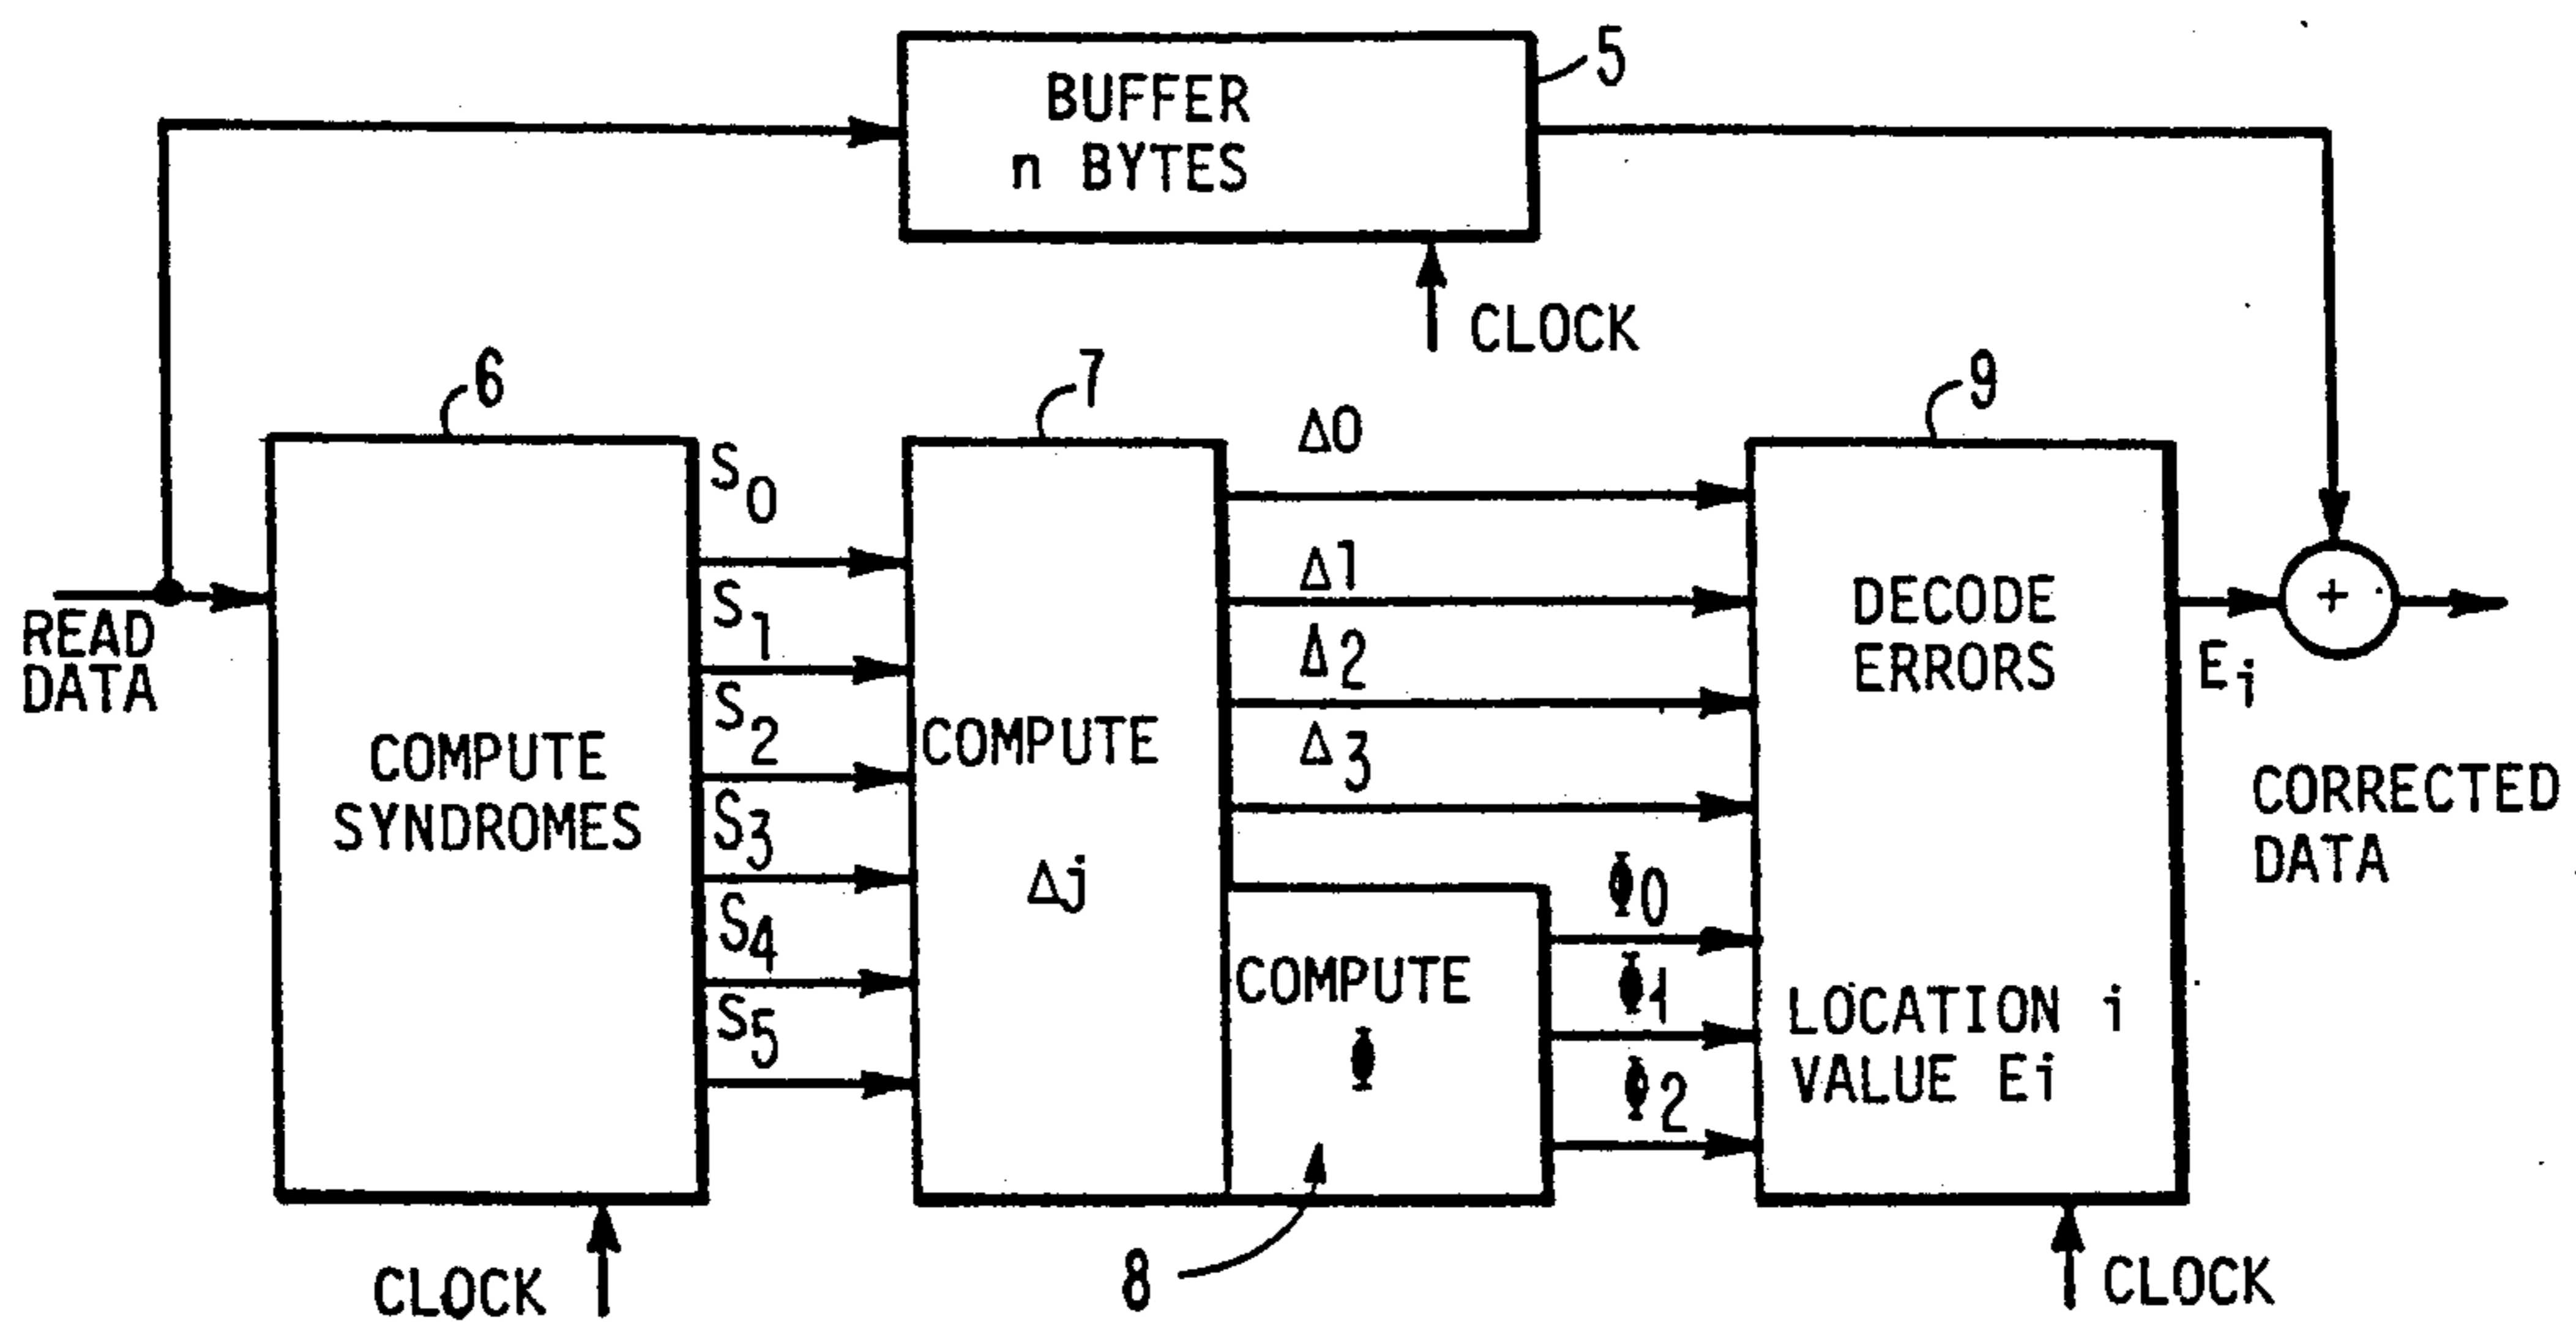 BUFFER
n BYTES
5
CLOCK
6
7
9
READ
DATA
COMPUTE
SYNDROMES
S0
S1
S2
S3
S4
S5
COMPUTE
Δj
Δ0
Δ1
Δ2
Δ3
COMPUTE
Φ
Φ0
Φ1
Φ2
DECODE
ERRORS
LOCATION i
VALUE Ei
Ei
+
CORRECTED
DATA
CLOCK
8
CLOCK